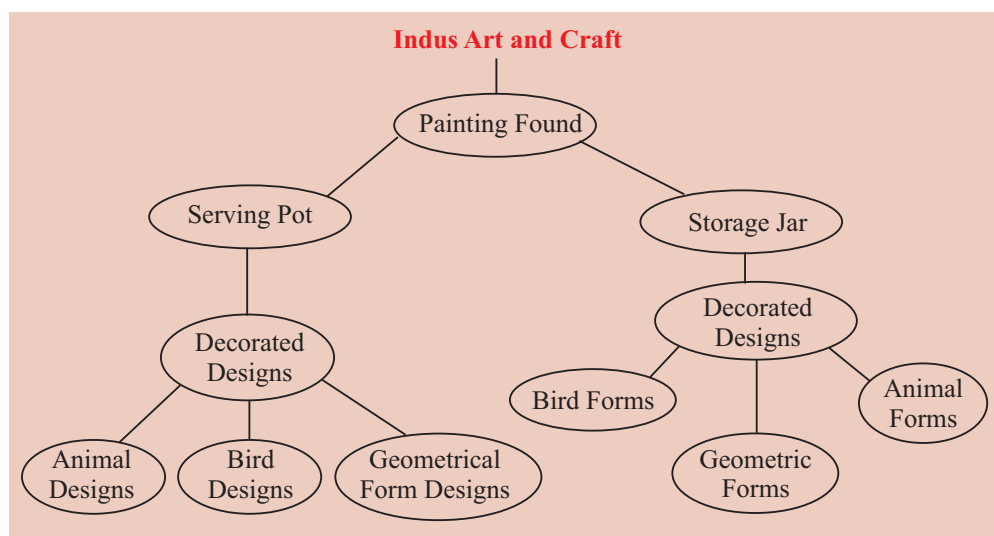 Indus Art and Craft
Painting Found
Serving Pot
Storage Jar
Decorated
Designs
Decorated
Designs
Animal
Designs
Bird
Designs
Geometrical
Form Designs
Bird Forms
Geometric
Forms
Animal
Forms